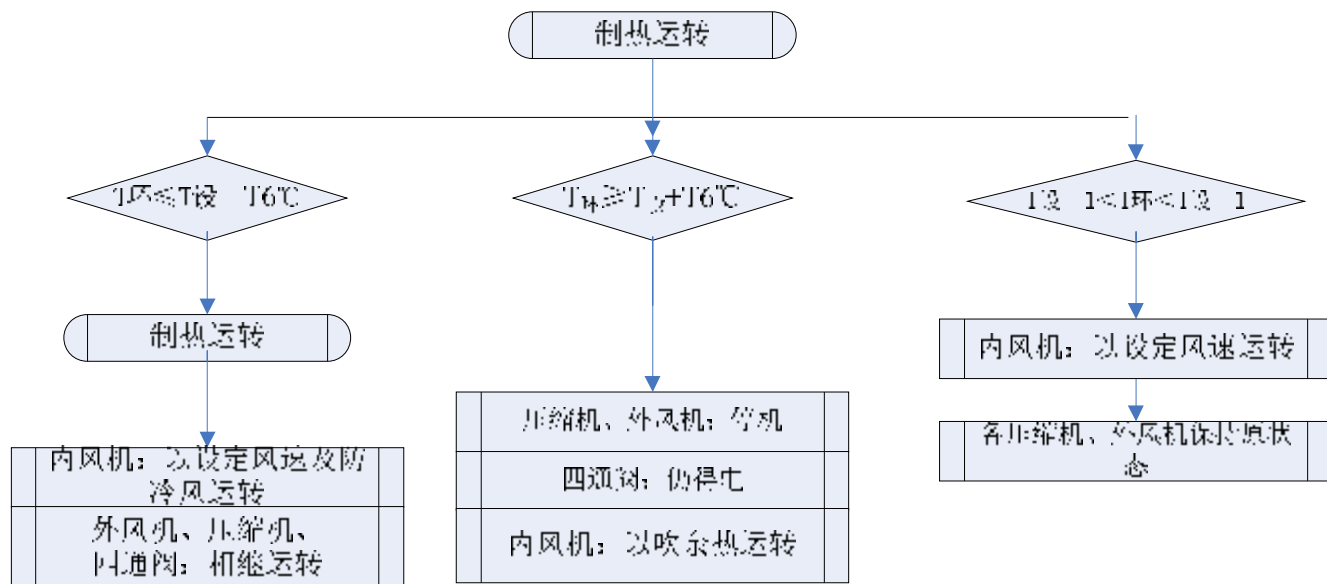 制热运转
T环≤T设 T6℃
T环≥T设+T6℃
T设 1<T环<T设 1
制热运转
内风机：以设定风速及防
冷风运转
外风机、压缩机、
四通阀：相继运转
压缩机、外风机：停机
四通阀：仍得电
内风机：以吹余热运转
内风机：以设定风速运转
各压缩机、外风机保持原状
态